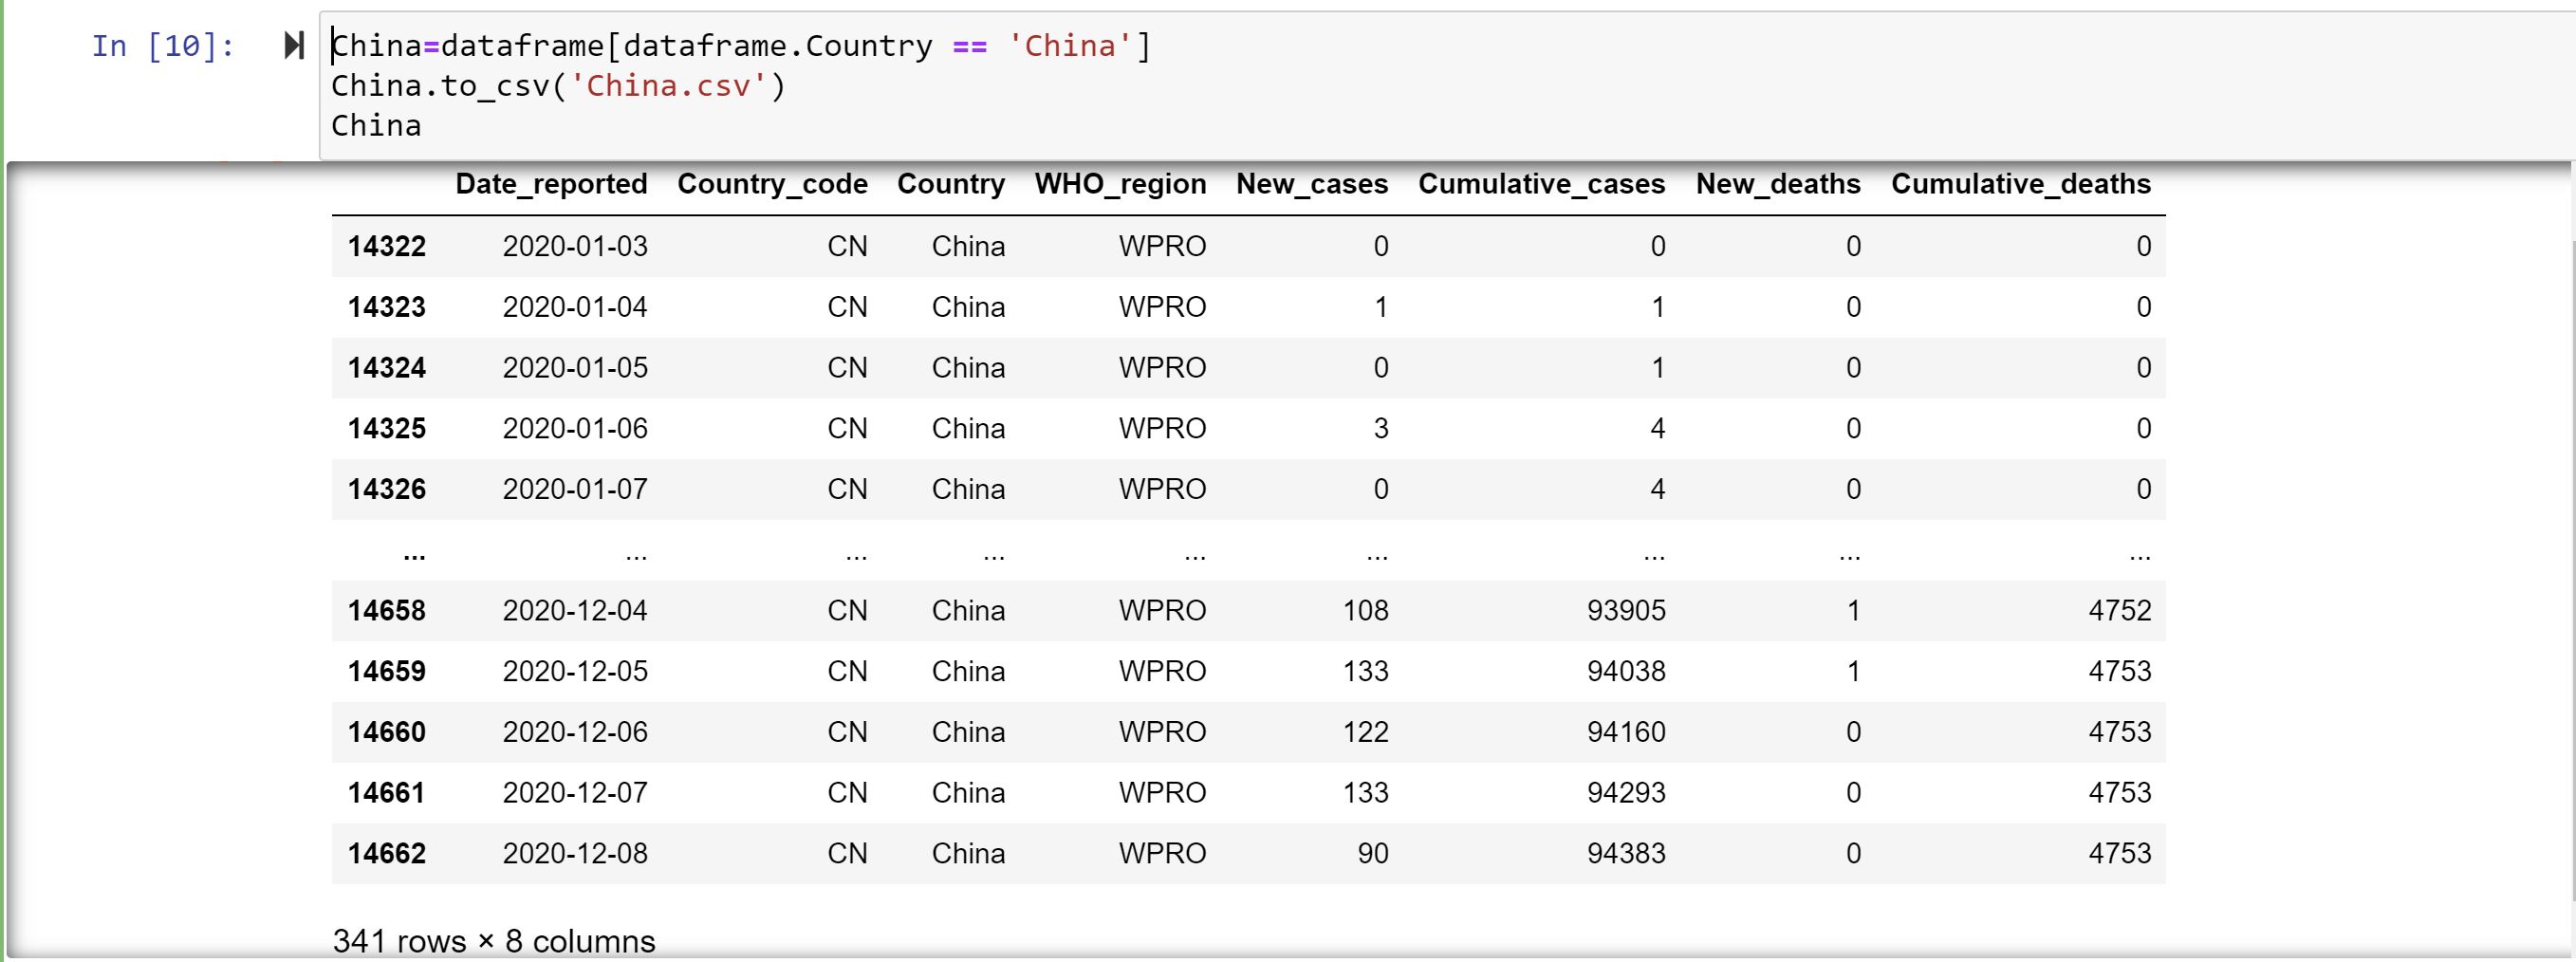 In [10]: China=dataframe[dataframe.Country == 'China']
China.to_csv('China.csv')
China
Date_reported Country_code Country WHO_region New_cases Cumulative_cases New_deaths Cumulative_deaths
14322 2020-01-03 CN China WPRO 0 0 0 0
14323 2020-01-04 CN China WPRO 1 1 0 0
14324 2020-01-05 CN China WPRO 0 1 0 0
14325 2020-01-06 CN China WPRO 3 4 0 0
14326 2020-01-07 CN China WPRO 0 4 0 0
... ... ... ... ... ... ... ... ...
14658 2020-12-04 CN China WPRO 108 93905 1 4752
14659 2020-12-05 CN China WPRO 133 94038 1 4753
14660 2020-12-06 CN China WPRO 122 94160 0 4753
14661 2020-12-07 CN China WPRO 133 94293 0 4753
14662 2020-12-08 CN China WPRO 90 94383 0 4753
341 rows × 8 columns